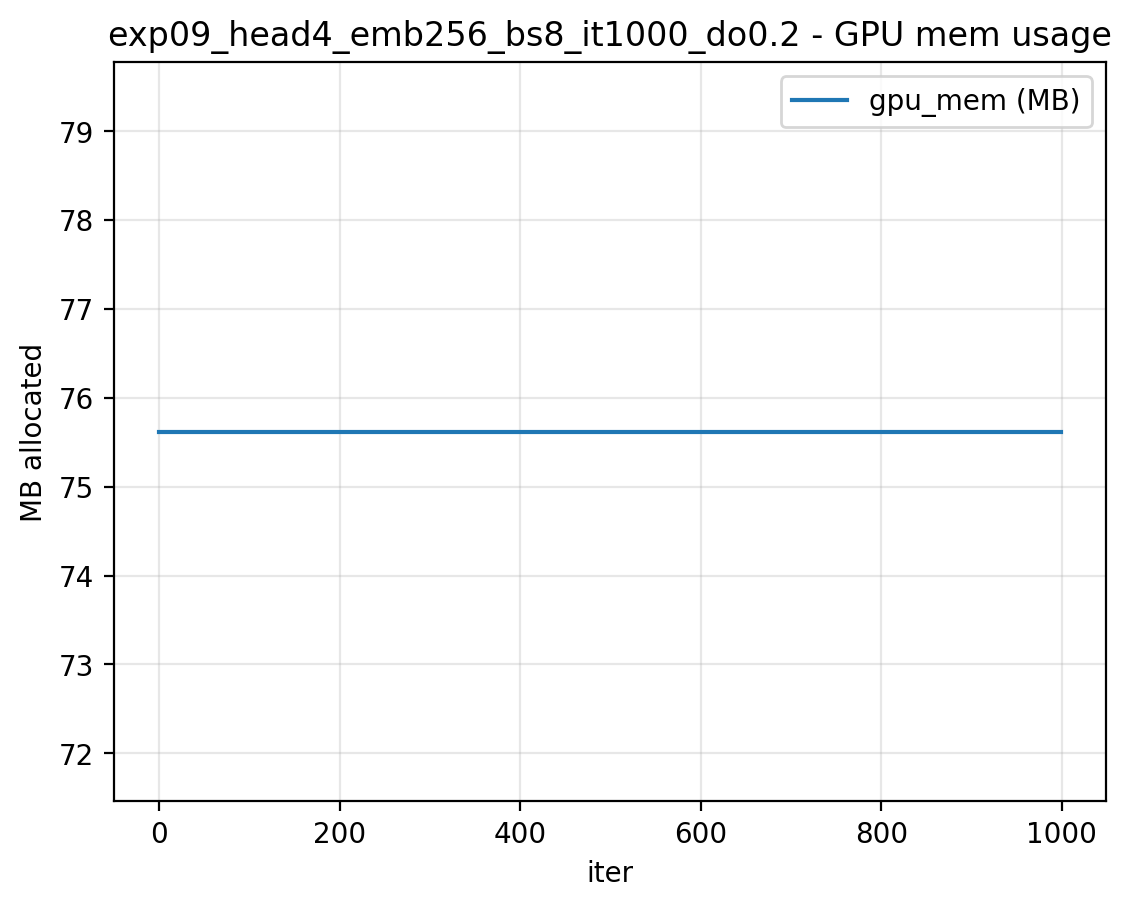 exp09_head4_emb256_bs8_it1000_do0.2 - GPU mem usage
gpu_mem (MB)
MB allocated
79
78
77
76
75
74
73
72
0 200 400 600 800 1000
iter